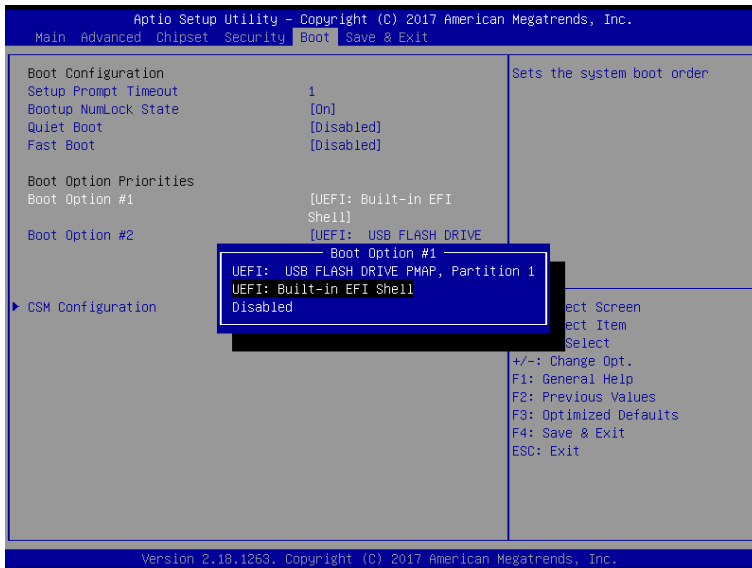 Aptio Setup Utility – Copyright (C) 2017 American Megatrends, Inc.
Main Advanced Chipset Security Boot Save & Exit
Boot Configuration
Setup Prompt Timeout 1
Bootup NumLock State [On]
Quiet Boot [Disabled]
Fast Boot [Disabled]
Boot Option Priorities
Boot Option #1 [UEFI: Built-in EFI
Shell]
Boot Option #2 [UEFI: USB FLASH DRIVE
Boot Option #1
UEFI: USB FLASH DRIVE PMAP, Partition 1
UEFI: Built-in EFI Shell
Disabled
CSM Configuration
Sets the system boot order
ect Screen
ect Item
Select
+/-: Change Opt.
F1: General Help
F2: Previous Values
F3: Optimized Defaults
F4: Save & Exit
ESC: Exit
Version 2.18.1263. Copyright (C) 2017 American Megatrends, Inc.